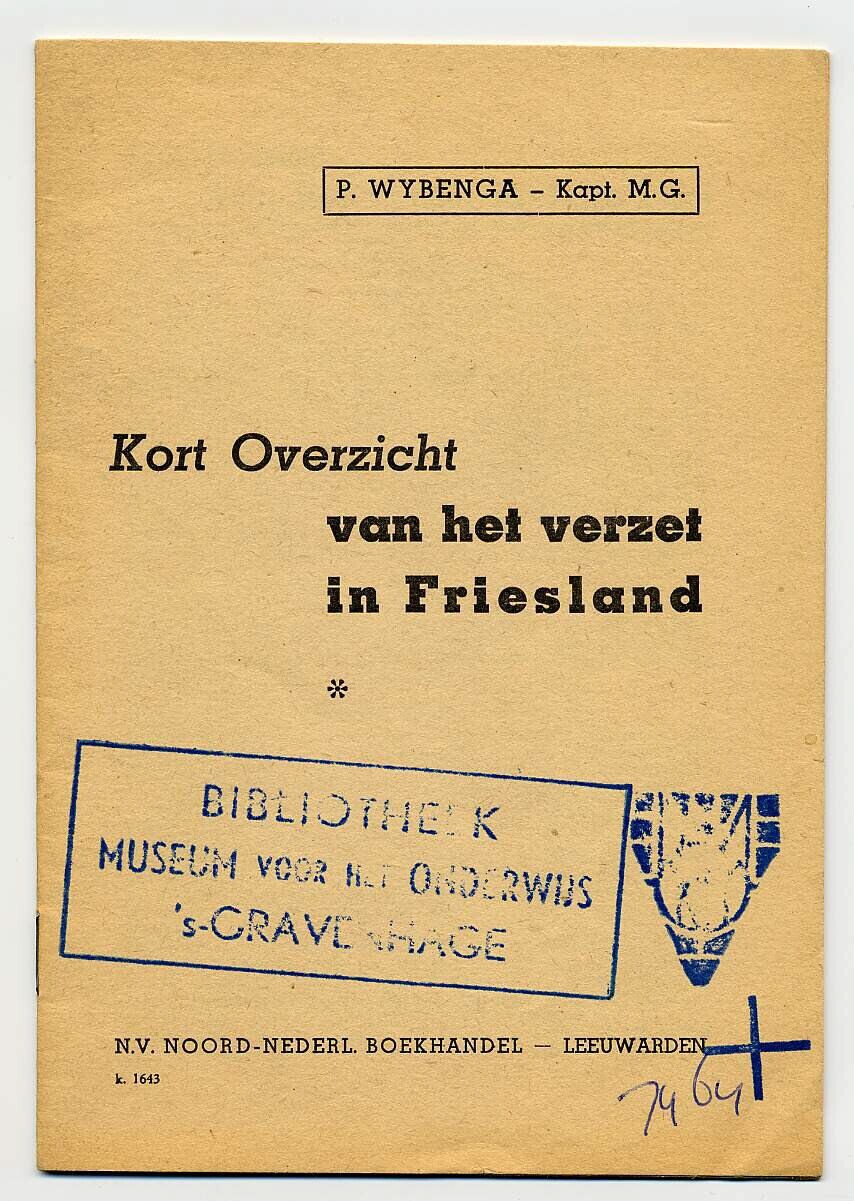 P. WYBENGA – Kapt. M.G.
Kort Overzicht
van het verzet
in Friesland
*
BIBLIOTHEEK
MUSEUM VOOR HET ONDERWIJS
's-GRAVENHAGE
N.V. NOORD-NEDERL. BOEKHANDEL — LEEUWARDEN
k. 1643